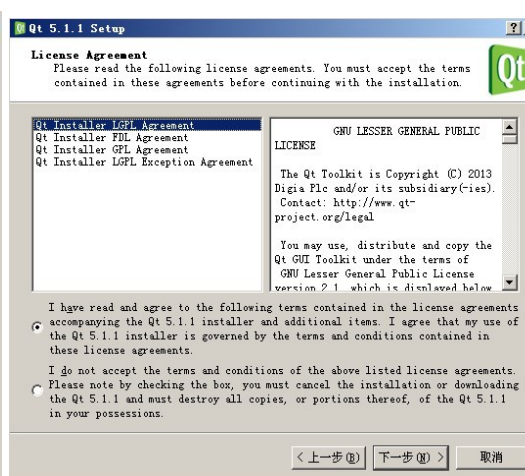 Qt 5.1.1 Setup
License Agreement
Please read the following license agreements. You must accept the terms
contained in these agreements before continuing with the installation.
Qt
Qt Installer LGPL Agreement
Qt Installer FDL Agreement
Qt Installer GPL Agreement
Qt Installer LGPL Exception Agreement
GNU LESSER GENERAL PUBLIC
LICENSE
The Qt Toolkit is Copyright (C) 2013
Digia Plc and/or its subsidiary(-ies).
Contact: http://www.qt-
project.org/legal
You may use, distribute and copy the
Qt GUI Toolkit under the terms of
GNU Lesser General Public License
version 2.1, which is displayed below.
I have read and agree to the following terms contained in the license agreements
accompanying the Qt 5.1.1 installer and additional items. I agree that my use of
the Qt 5.1.1 installer is governed by the terms and conditions contained in
these license agreements.
I do not accept the terms and conditions of the above listed license agreements.
Please note by checking the box, you must cancel the installation or downloading
the Qt 5.1.1 and must destroy all copies, or portions thereof, of the Qt 5.1.1
in your possessions.
< 上一步(B)
下一步(N) >
取消